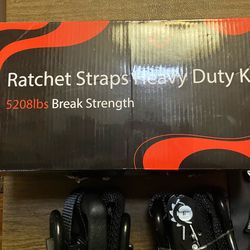 Ratchet Straps Heavy Duty K
5208lbs Break Strength